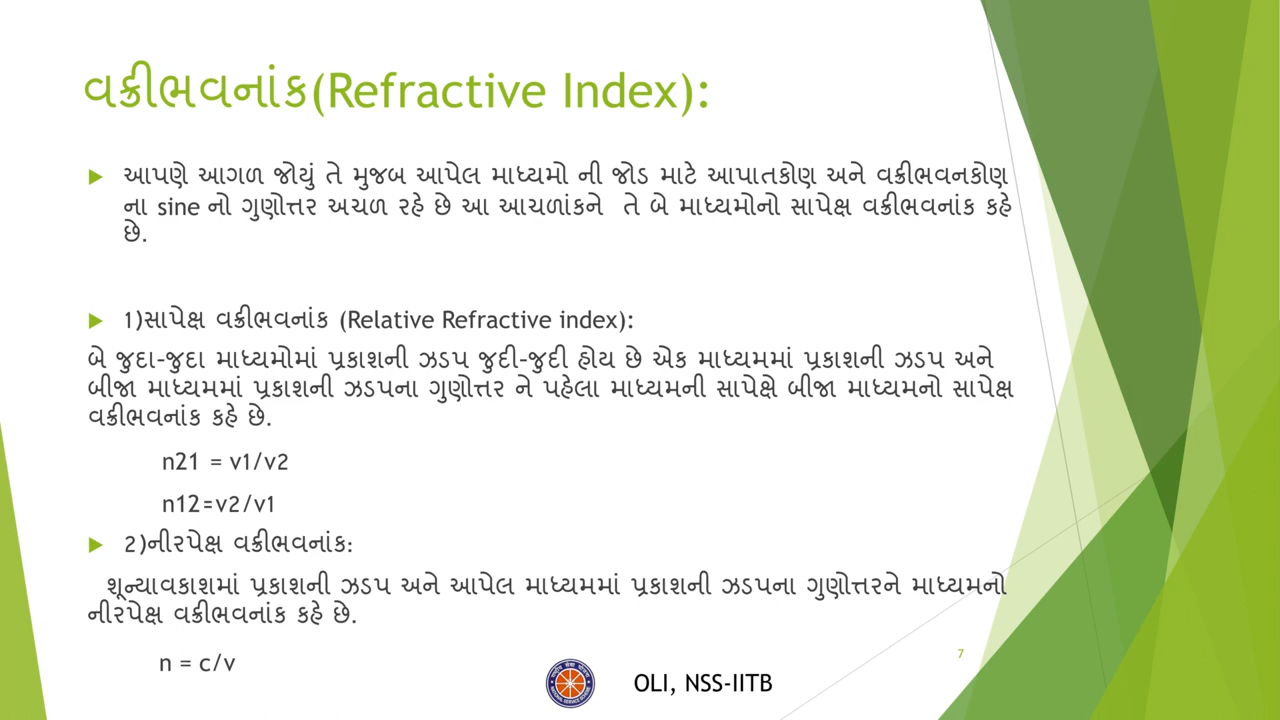 વક્રીભવનાંક(Refractive Index):
આપણે આગળ જોયું તે મુજબ આપેલ માધ્યમો ની જોડ માટે આપાતકોણ અને વક્રીભવનકોણ
ના sine નો ગુણોત્તર અચળ રહે છે આ આચળાંકને તે બે માધ્યમોનો સાપેક્ષ વક્રીભવનાંક કહે
છે.
1)સાપેક્ષ વક્રીભવનાંક (Relative Refractive index):
બે જુદા-જુદા માધ્યમોમાં પ્રકાશની ઝડપ જુદી-જુદી હોય છે એક માધ્યમમાં પ્રકાશની ઝડપ અને
બીજા માધ્યમમાં પ્રકાશની ઝડપના ગુણોત્તર ને પહેલા માધ્યમની સાપેક્ષે બીજા માધ્યમનો સાપેક્ષ
વક્રીભવનાંક કહે છે.
n21 = v1/v2
n12=v2/v1
2)નીરપેક્ષ વક્રીભવનાંક:
શૂન્યાવકાશમાં પ્રકાશની ઝડપ અને આપેલ માધ્યમમાં પ્રકાશની ઝડપના ગુણોત્તરને માધ્યમનો
નીરપેક્ષ વક્રીભવનાંક કહે છે.
n = c/v
7
OLI, NSS-IITB